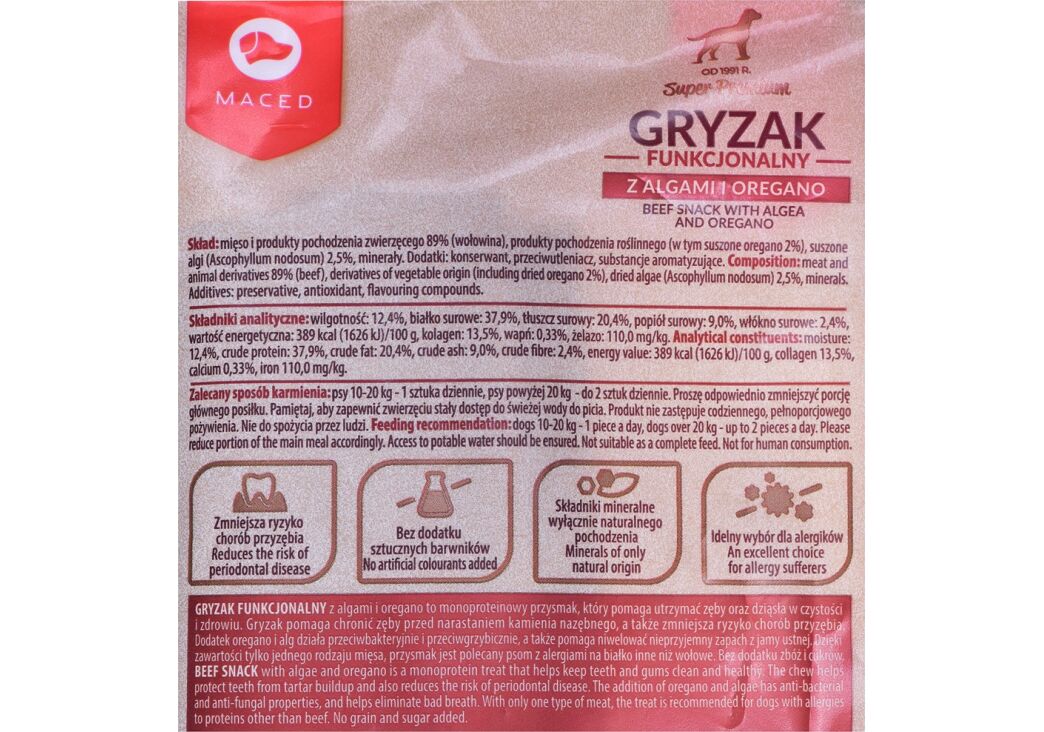 MACED
OD 1991 R.
Super Premium
GRYZAK
FUNKCJONALNY
Z ALGAMI I OREGANO
BEEF SNACK WITH ALGEA
AND OREGANO
Skład: mięso i produkty pochodzenia zwierzęcego 89% (wołowina), produkty pochodzenia roślinnego (w tym suszone oregano 2%), suszone
algi (Ascophyllum nodosum) 2,5%, minerały. Dodatki: konserwant, przeciwutleniacz, substancje aromatyzujące. Composition: meat and
animal derivatives 89% (beef), derivatives of vegetable origin (including dried oregano 2%), dried algae (Ascophyllum nodosum) 2,5%, minerals.
Additives: preservative, antioxidant, flavouring compounds.
Składniki analityczne: wilgotność: 12,4%, białko surowe: 37,9%, tłuszcz surowy: 20,4%, popiół surowy: 9,0%, włókno surowe: 2,4%,
wartość energetyczna: 389 kcal (1626 kJ)/100 g, kolagen: 13,5%, wapń: 0,33%, żelazo: 110,0 mg/kg. Analytical constituents: moisture:
12,4%, crude protein: 37,9%, crude fat: 20,4%, crude ash: 9,0%, crude fibre: 2,4%, energy value: 389 kcal (1626 kJ)/100 g, collagen 13,5%,
calcium 0,33%, iron 110,0 mg/kg.
Zalecany sposób karmienia: psy 10-20 kg - 1 sztuka dziennie, psy powyżej 20 kg - do 2 sztuk dziennie. Proszę odpowiednio zmniejszyć porcję
głównego posiłku. Pamiętaj, aby zapewnić zwierzęciu stały dostęp do świeżej wody do picia. Produkt nie zastępuje codziennego, pełnoporcjowego
pożywienia. Nie do spożycia przez ludzi. Feeding recommendation: dogs 10-20 kg - 1 piece a day, dogs over 20 kg - up to 2 pieces a day. Please
reduce portion of the main meal accordingly. Access to potable water should be ensured. Not suitable as a complete feed. Not for human consumption.
Zmniejsza ryzyko
chorób przyzębia
Reduces the risk of
periodontal disease
Bez dodatku
sztucznych barwników
No artificial colourants added
Składniki mineralne
wyłącznie naturalnego
pochodzenia
Minerals of only
natural origin
Idelny wybór dla alergików
An excellent choice
for allergy sufferers
GRYZAK FUNKCJONALNY z algami i oregano to monoproteinowy przysmak, który pomaga utrzymać zęby oraz dziąsła w czystości
i zdrowiu. Gryzak pomaga chronić zęby przed narastaniem kamienia nazębnego, a także zmniejsza ryzyko chorób przyzębia.
Dodatek oregano i alg działa przeciwbakteryjnie i przeciwgrzybicznie, a także pomaga niwelować nieprzyjemny zapach z jamy ustnej. Dzięki
zawartości tylko jednego rodzaju mięsa, przysmak jest polecany psom z alergiami na białko inne niż wołowe. Bez dodatku zbóż i cukrów.
BEEF SNACK with algae and oregano is a monoprotein treat that helps keep teeth and gums clean and healthy. The chew helps
protect teeth from tartar buildup and also reduces the risk of periodontal disease. The addition of oregano and algae has anti-bacterial
and anti-fungal properties, and helps eliminate bad breath. With only one type of meat, the treat is recommended for dogs with allergies
to proteins other than beef. No grain and sugar added.